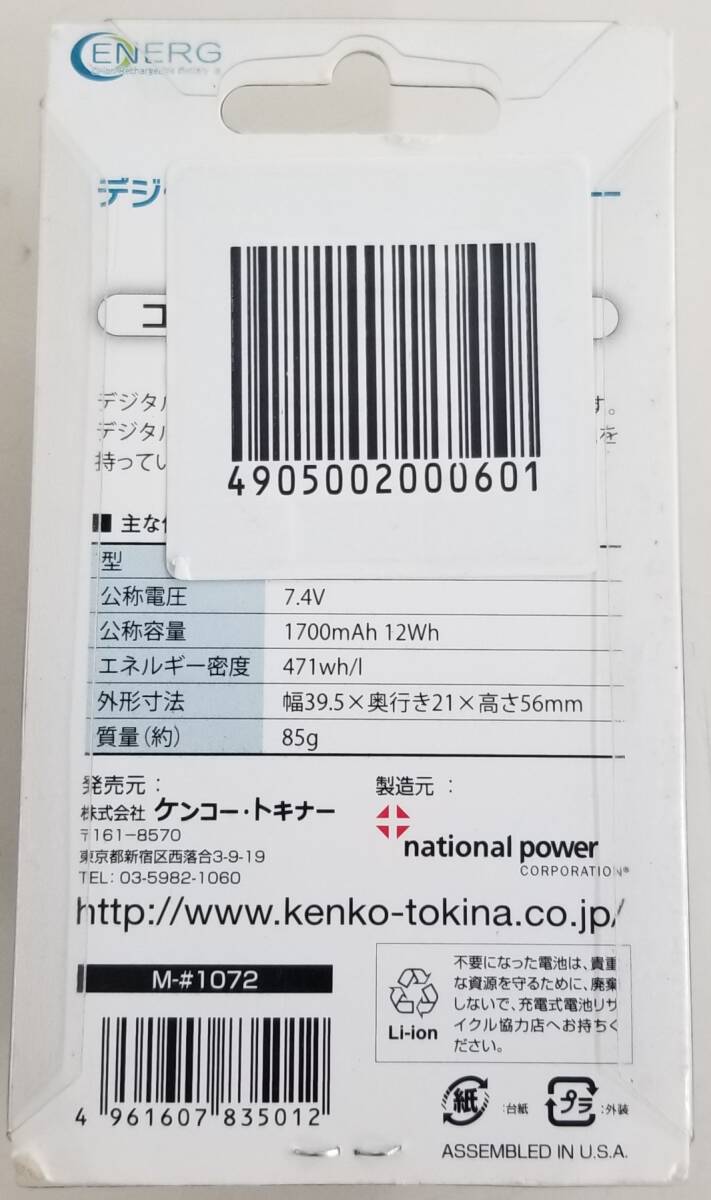 ENERG
デジ
コ
デジタル
す。
デジタル
を
持ってい
4905002000601
■ 主な
型
公称電圧 7.4V
公称容量 1700mAh 12Wh
エネルギー密度 471wh/l
外形寸法 幅39.5×奥行き21×高さ56mm
質量(約) 85g
発売元：
株式会社 ケンコー・トキナー
〒161-8570
東京都新宿区西落合3-9-19
TEL: 03-5982-1060
製造元：
national power
CORPORATION®
http://www.kenko-tokina.co.jp/
M-#1072
4 961607 835012
Li-ion
不要になった電池は、貴重
な資源を守るために、廃棄
しないで、充電式電池リサ
イクル協力店へお持ちく
ださい。
紙 :台紙
プラ :外装
ASSEMBLED IN U.S.A.